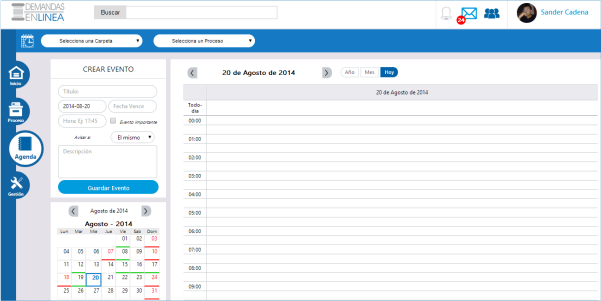 DEMANDAS
ENLINEA
Buscar
24
Sander Cadena
Selecciona una Carpeta
Selecciona un Proceso
Inicio
Proceso
Agenda
Gestión
CREAR EVENTO
Título
2014-08-20 Fecha Vence
Hora Ej: 17:45 Evento importante
Avisar a: El mismo
Descripción
Guardar Evento
Agosto de 2014
Agosto - 2014
Lun Mar Mie Jue Vie Sab Dom
01 02 03
04 05 06 07 08 09 10
11 12 13 14 15 16 17
18 19 20 21 22 23 24
25 26 27 28 29 30 31
20 de Agosto de 2014
Año Mes Hoy
20 de Agosto de 2014
Todo-
día
00:00
01:00
02:00
03:00
04:00
05:00
06:00
07:00
08:00
09:00